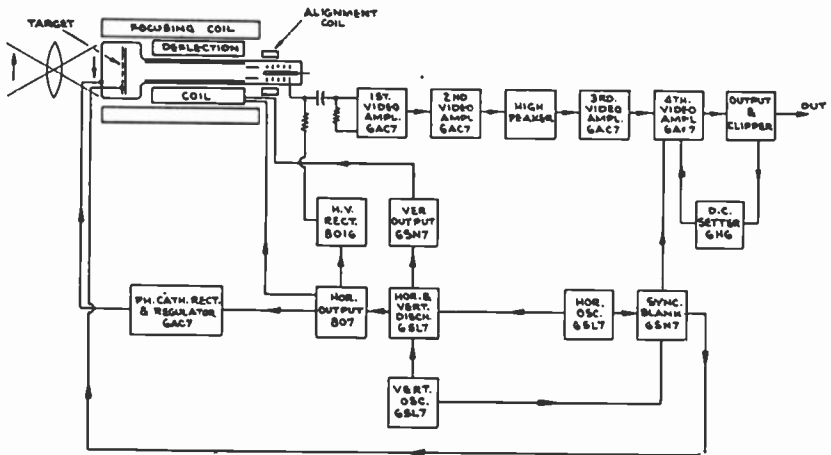 ALIGNMENT
COIL
TARGET
FOCUSING COIL
DEFLECTION
COIL
1ST.
VIDEO
AMPL.
6AC7
2ND
VIDEO
AMPL
6AC7
HIGH
PEAKER
3RD.
VIDEO
AMPL.
6AC7
4TH.
VIDEO
AMPL
6AC7
OUTPUT
&
CLIPPER
OUT
D.C.
SETTER
6H6
H.V.
RECT.
8016
VER
OUTPUT
6SN7
PH. CATH. RECT.
& REGULATOR
6AC7
HOR.
OUTPUT
807
HOR. &
VERT.
DISCH.
6SL7
HOR.
OSC.
6SL7
SYNC.
BLANK
6SN7
VERT.
OSC.
6SL7